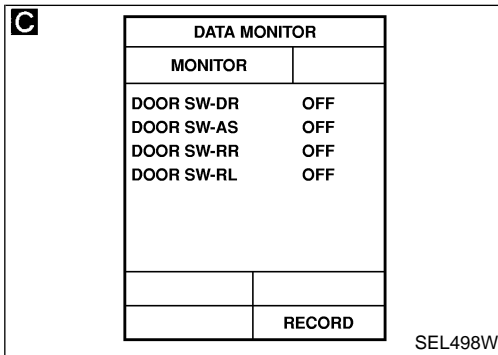 C
DATA MONITOR
MONITOR
DOOR SW-DR OFF
DOOR SW-AS OFF
DOOR SW-RR OFF
DOOR SW-RL OFF
RECORD
SEL498W